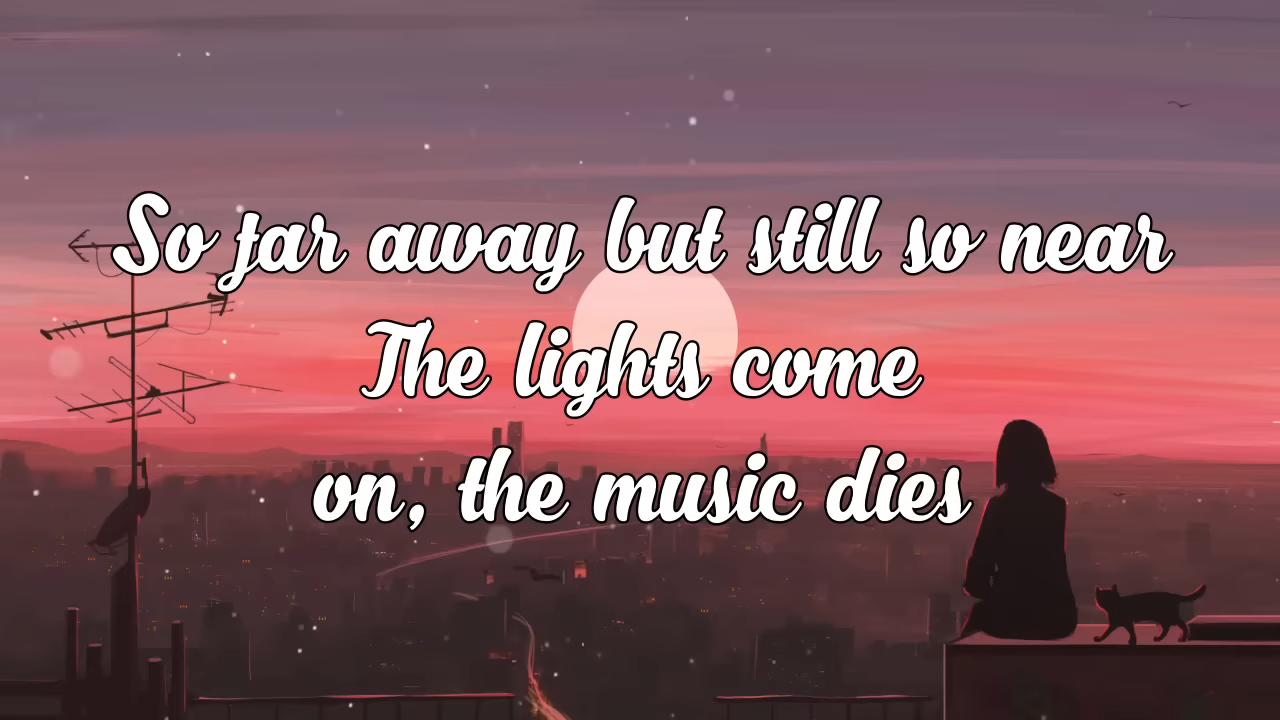 So far away but still so near
The lights come
on, the music dies